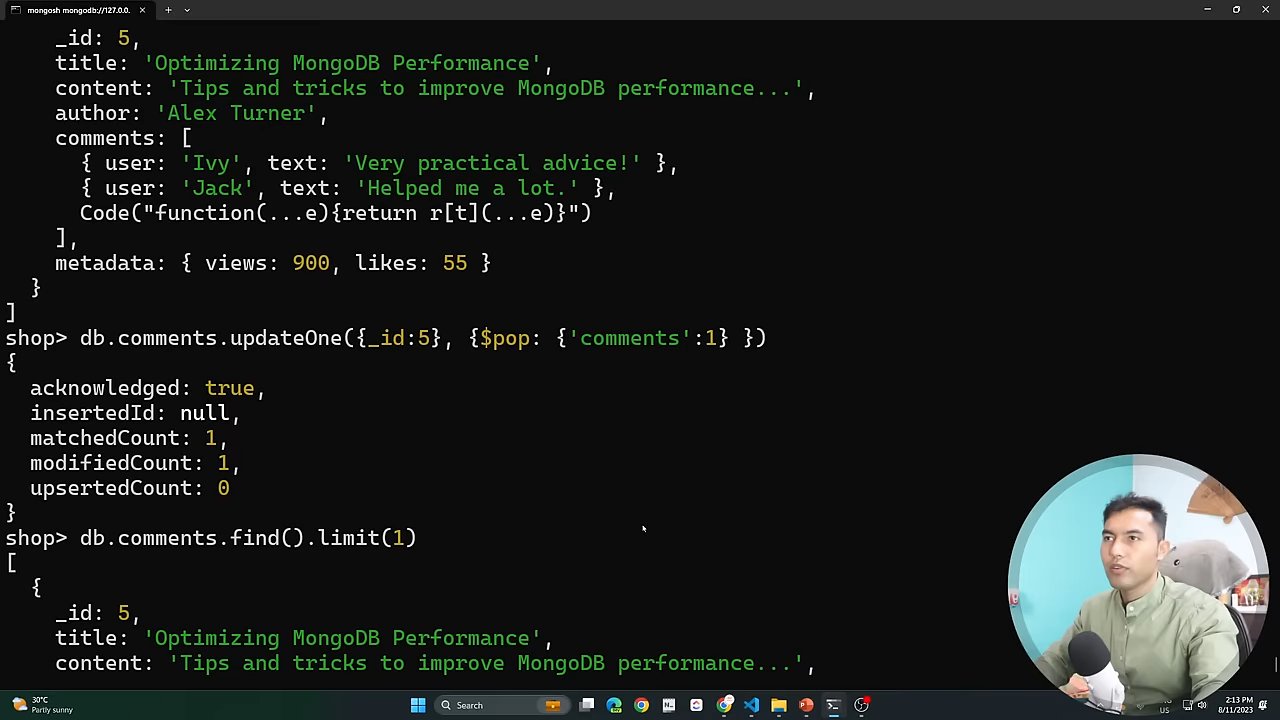 mongosh mongodb://127.0.0.
_id: 5,
title: 'Optimizing MongoDB Performance',
content: 'Tips and tricks to improve MongoDB performance...',
author: 'Alex Turner',
comments: [
{ user: 'Ivy', text: 'Very practical advice!' },
{ user: 'Jack', text: 'Helped me a lot.' },
Code("function(...e){return r[t](...e)}")
],
metadata: { views: 900, likes: 55 }
}
]
shop> db.comments.updateOne({_id:5}, {$pop: {'comments':1} })
{
acknowledged: true,
insertedId: null,
matchedCount: 1,
modifiedCount: 1,
upsertedCount: 0
}
shop> db.comments.find().limit(1)
[
{
_id: 5,
title: 'Optimizing MongoDB Performance',
content: 'Tips and tricks to improve MongoDB performance...',
30°C
Partly sunny
Search
US
2:13 PM
8/11/2023